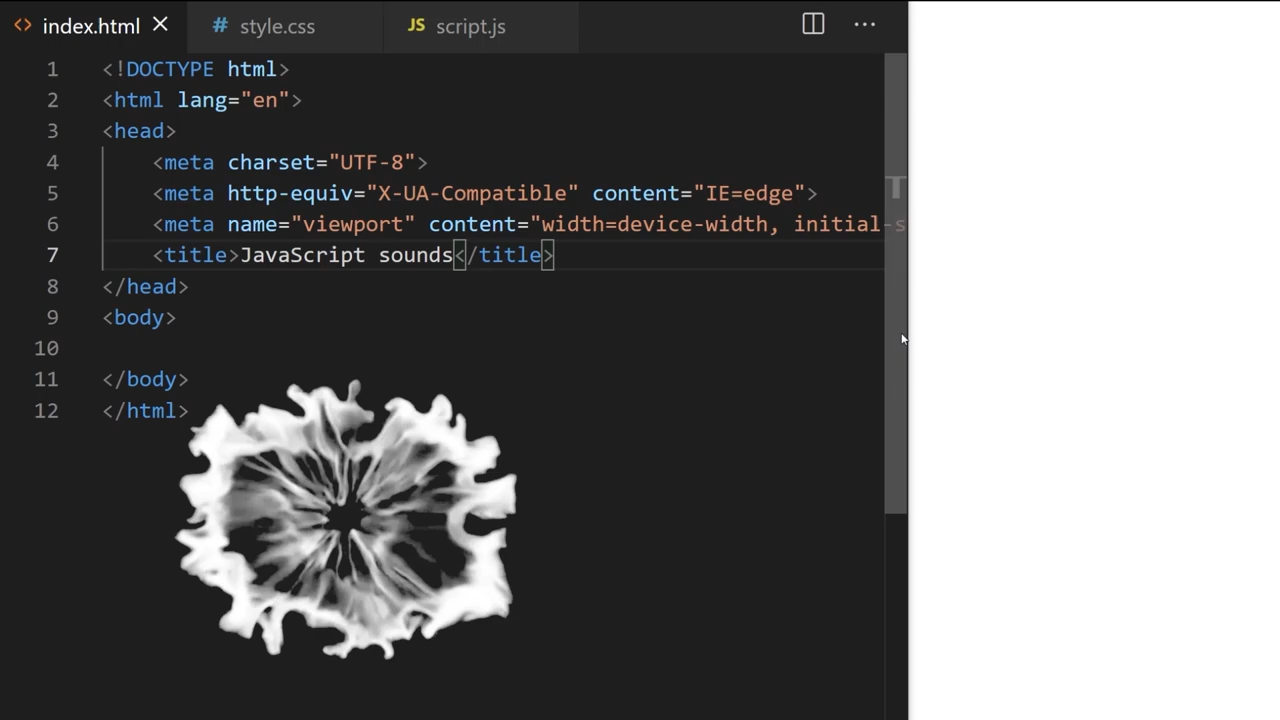 index.html
style.css
JS script.js
1 <!DOCTYPE html>
2 <html lang="en">
3 <head>
4 <meta charset="UTF-8">
5 <meta http-equiv="X-UA-Compatible" content="IE=edge">
6 <meta name="viewport" content="width=device-width, initial-s
7 <title>JavaScript sounds</title>
8 </head>
9 <body>
10
11 </body>
12 </html>